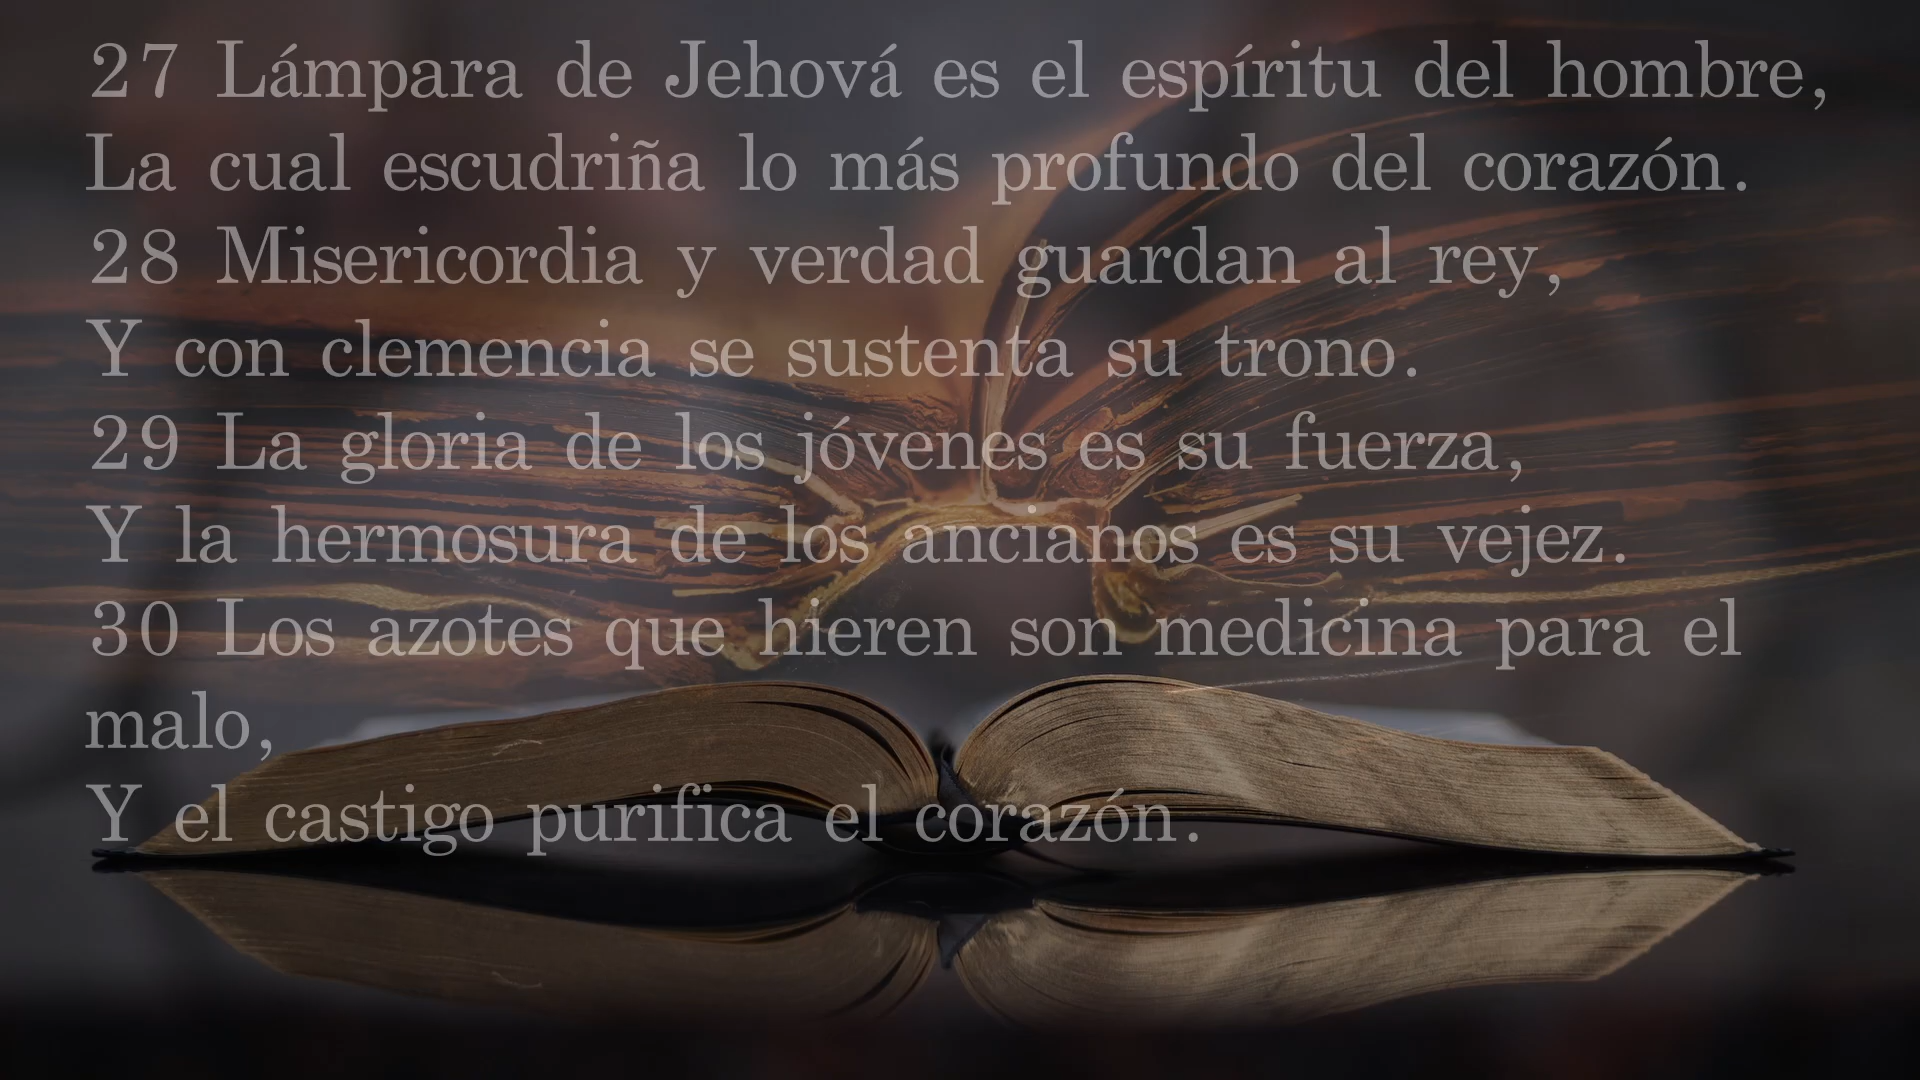 27 Lámpara de Jehová es el espíritu del hombre,
La cual escudriña lo más profundo del corazón.
28 Misericordia y verdad guardan al rey,
Y con clemencia se sustenta su trono.
29 La gloria de los jóvenes es su fuerza,
Y la hermosura de los ancianos es su vejez.
30 Los azotes que hieren son medicina para el
malo,
Y el castigo purifica el corazón.